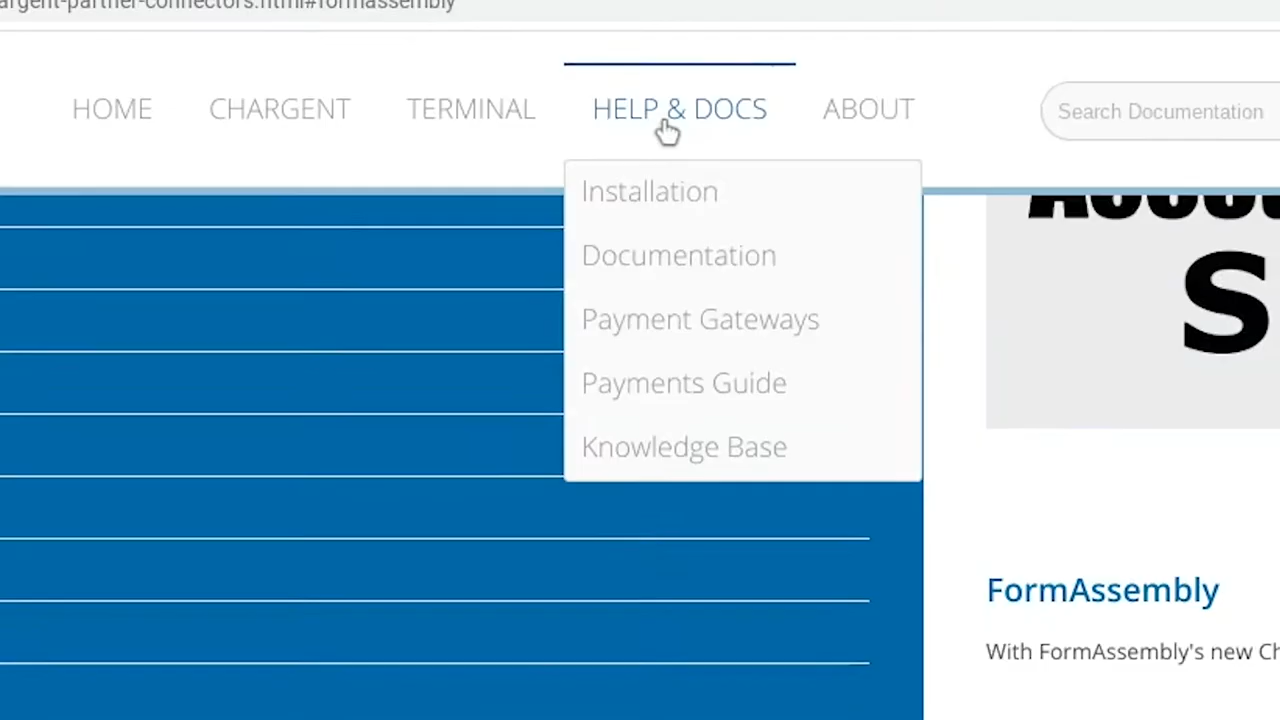 HOME CHARGENT TERMINAL HELP & DOCS ABOUT Search Documentation
Installation
Documentation
Payment Gateways
Payments Guide
Knowledge Base
S
FormAssembly
With FormAssembly's new